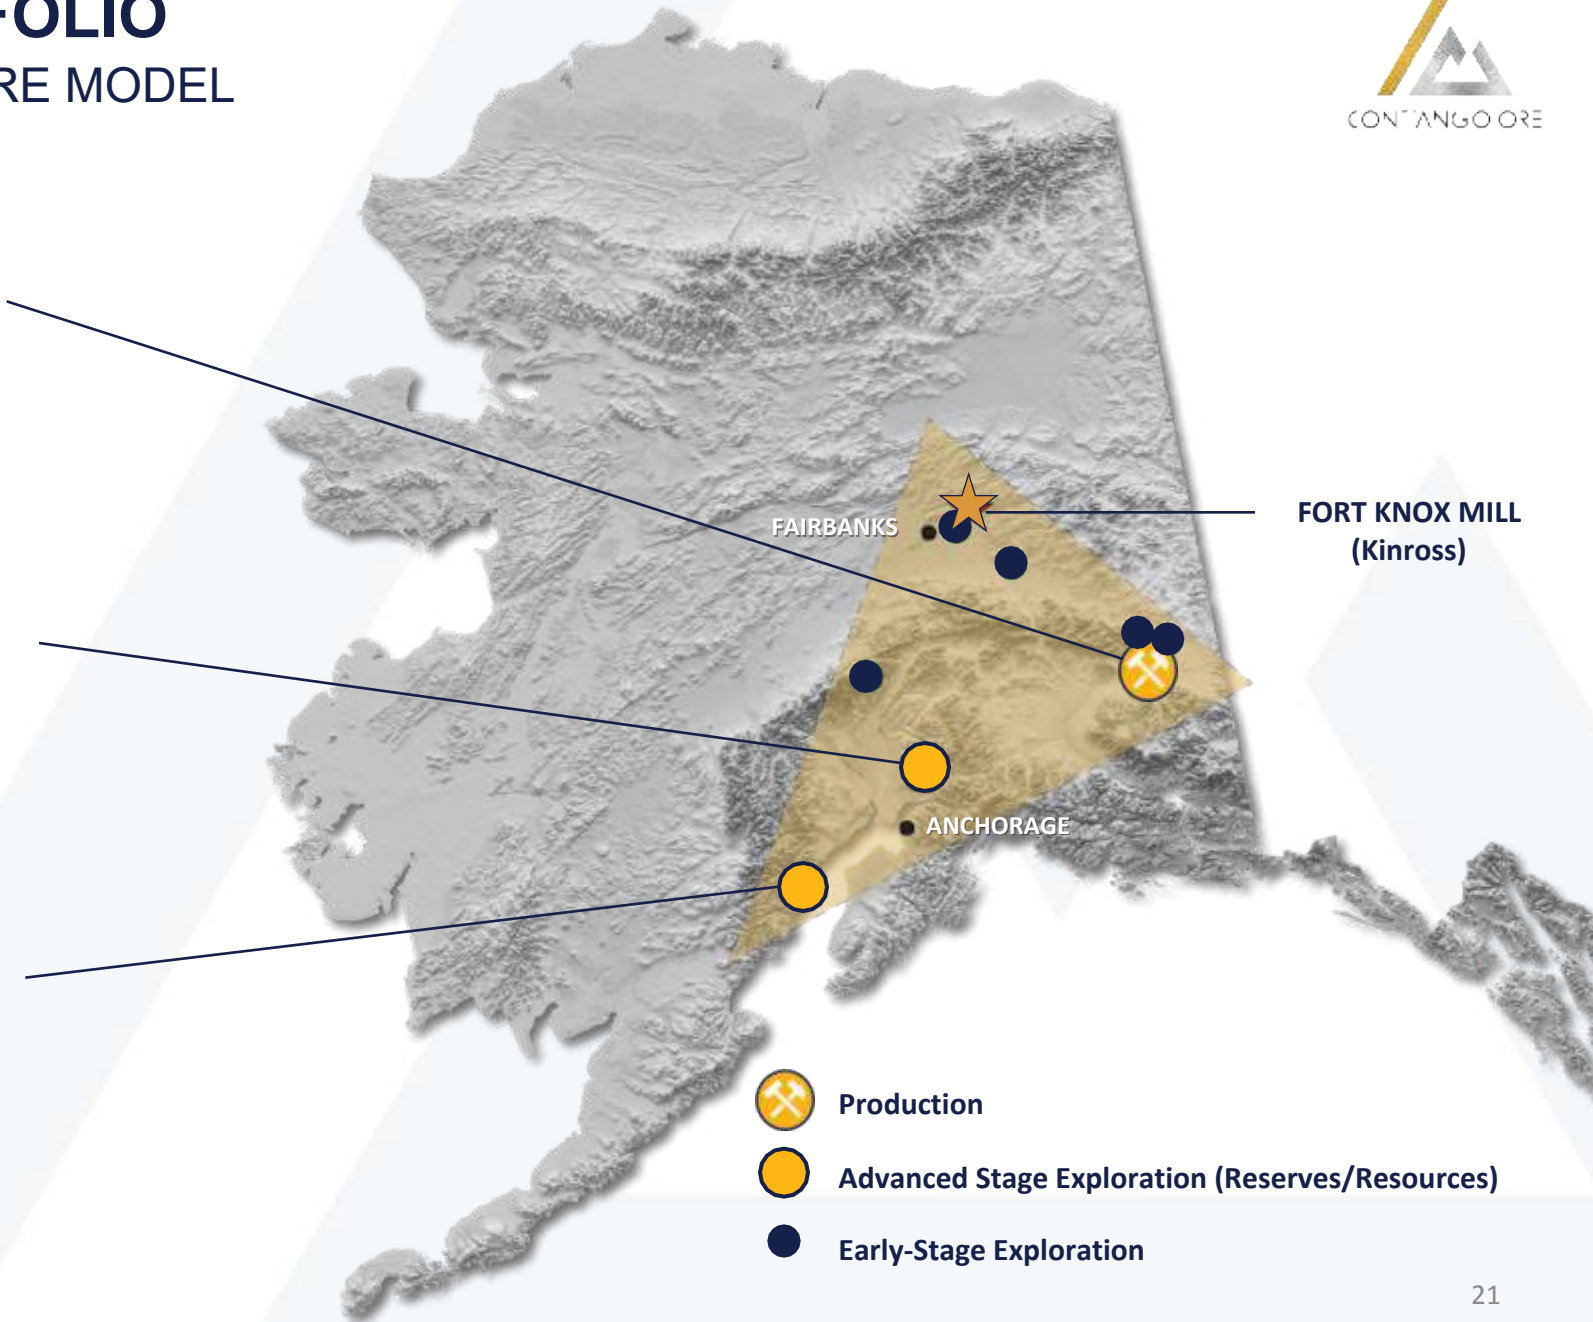 FOLIO
RE MODEL
CONTANGO ORE
FAIRBANKS
FORT KNOX MILL
(Kinross)
ANCHORAGE
Production
Advanced Stage Exploration (Reserves/Resources)
Early-Stage Exploration
21